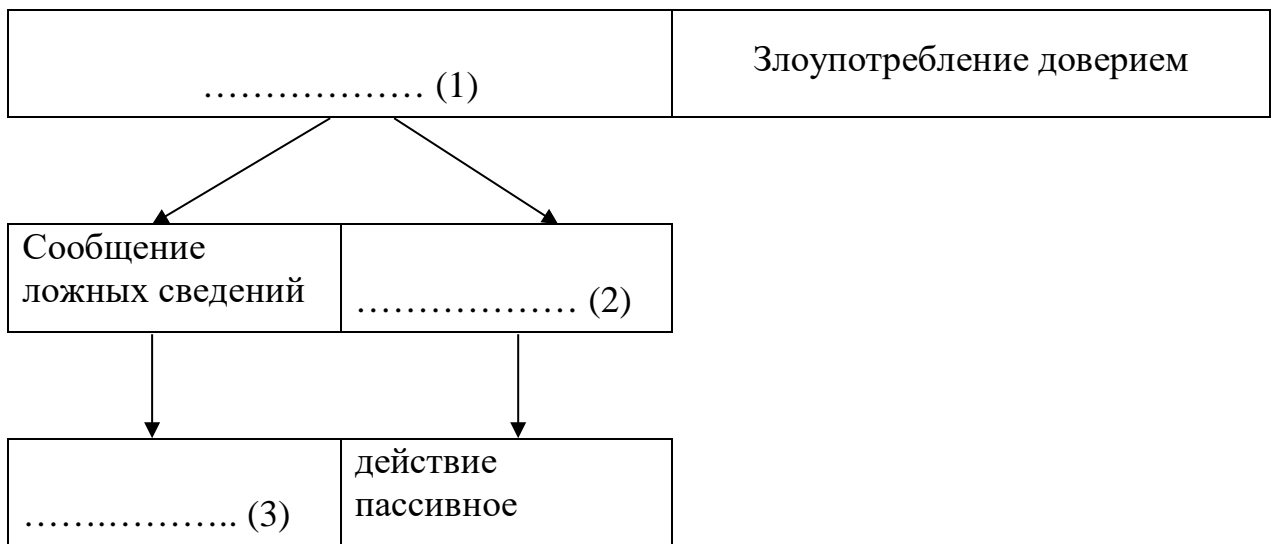 ……………… (1)
Злоупотребление доверием
Сообщение
ложных сведений
……………… (2)
…………….. (3)
действие
пассивное